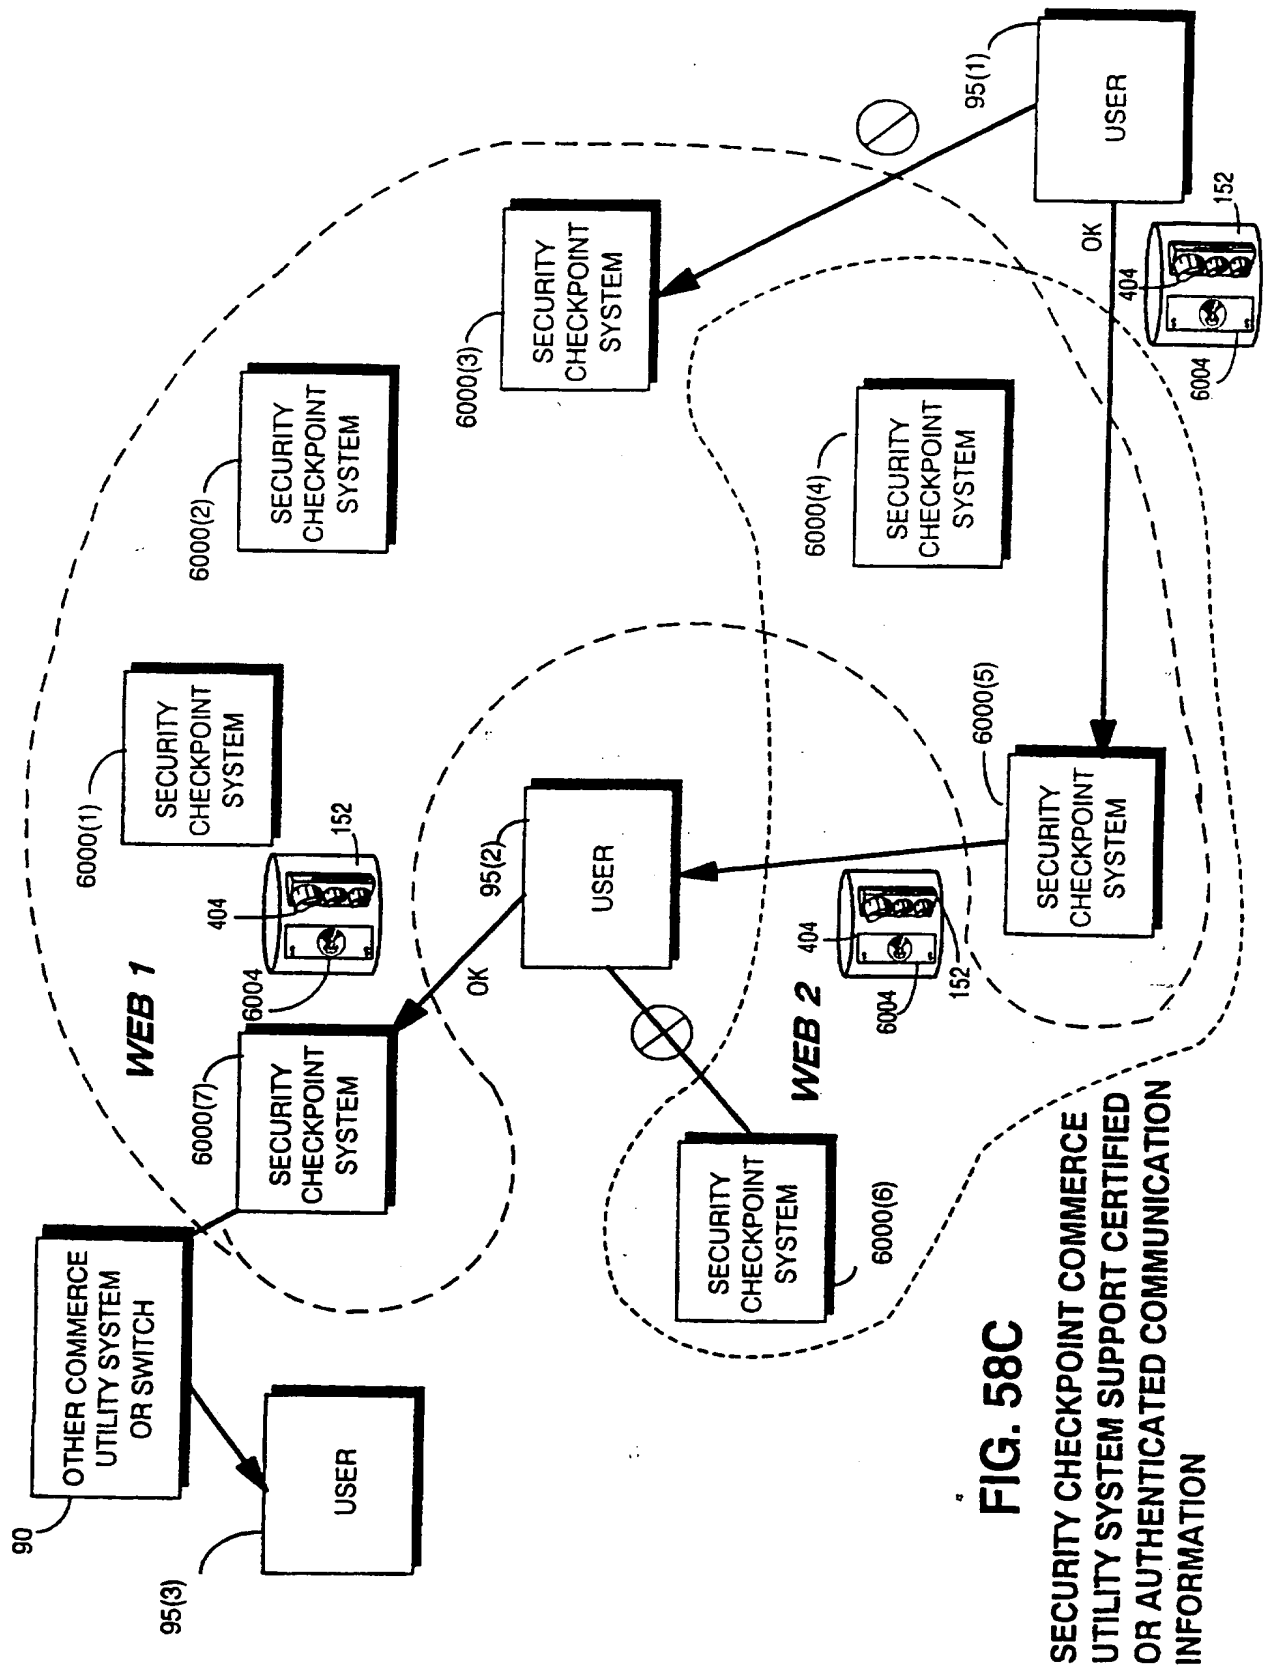 95(1)
USER
OK
152
404
6004
SECURITY
CHECKPOINT
SYSTEM
6000(3)
SECURITY
CHECKPOINT
SYSTEM
6000(2)
SECURITY
CHECKPOINT
SYSTEM
6000(4)
SECURITY
CHECKPOINT
SYSTEM
6000(1)
SECURITY
CHECKPOINT
SYSTEM
6000(5)
152
404
6004
WEB 1
95(2)
USER
OK
404
6004
152
WEB 2
6000(7)
SECURITY
CHECKPOINT
SYSTEM
SECURITY
CHECKPOINT
SYSTEM
6000(6)
OTHER COMMERCE
UTILITY SYSTEM
OR SWITCH
90
USER
95(3)
FIG. 58C
SECURITY CHECKPOINT COMMERCE
UTILITY SYSTEM SUPPORT CERTIFIED
OR AUTHENTICATED COMMUNICATION
INFORMATION